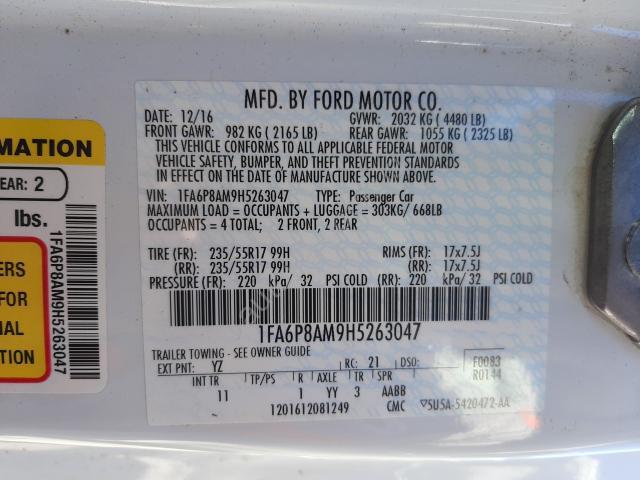 MFD. BY FORD MOTOR CO.
DATE: 12/16 GVWR: 2032 KG ( 4480 LB)
FRONT GAWR: 982 KG ( 2165 LB) REAR GAWR: 1055 KG ( 2325 LB)
THIS VEHICLE CONFORMS TO ALL APPLICABLE FEDERAL MOTOR
VEHICLE SAFETY, BUMPER, AND THEFT PREVENTION STANDARDS
IN EFFECT ON THE DATE OF MANUFACTURE SHOWN ABOVE.
VIN: 1FA6P8AM9H5263047 TYPE: Passenger Car
MAXIMUM LOAD = OCCUPANTS + LUGGAGE = 303KG/ 668LB
OCCUPANTS = 4 TOTAL; 2 FRONT, 2 REAR
TIRE (FR): 235/55R17 99H RIMS (FR): 17x7.5J
(RR): 235/55R17 99H (RR): 17x7.5J
PRESSURE (FR): 220 kPa/ 32 PSI COLD (RR): 220 kPa/ 32 PSI COLD
1FA6P8AM9H5263047
TRAILER TOWING - SEE OWNER GUIDE
EXT PNT: YZ RC: 21 DSO: F0083
R0144
INT TR TP/PS R AXLE TR SPR
11 1 YY 3 AABB
1201612081249 CMC ▽5U5A-5420472-AA
MATION
EAR: 2
lbs.
ERS
FOR
NAL
ION
1FA6P8AM9H5263047